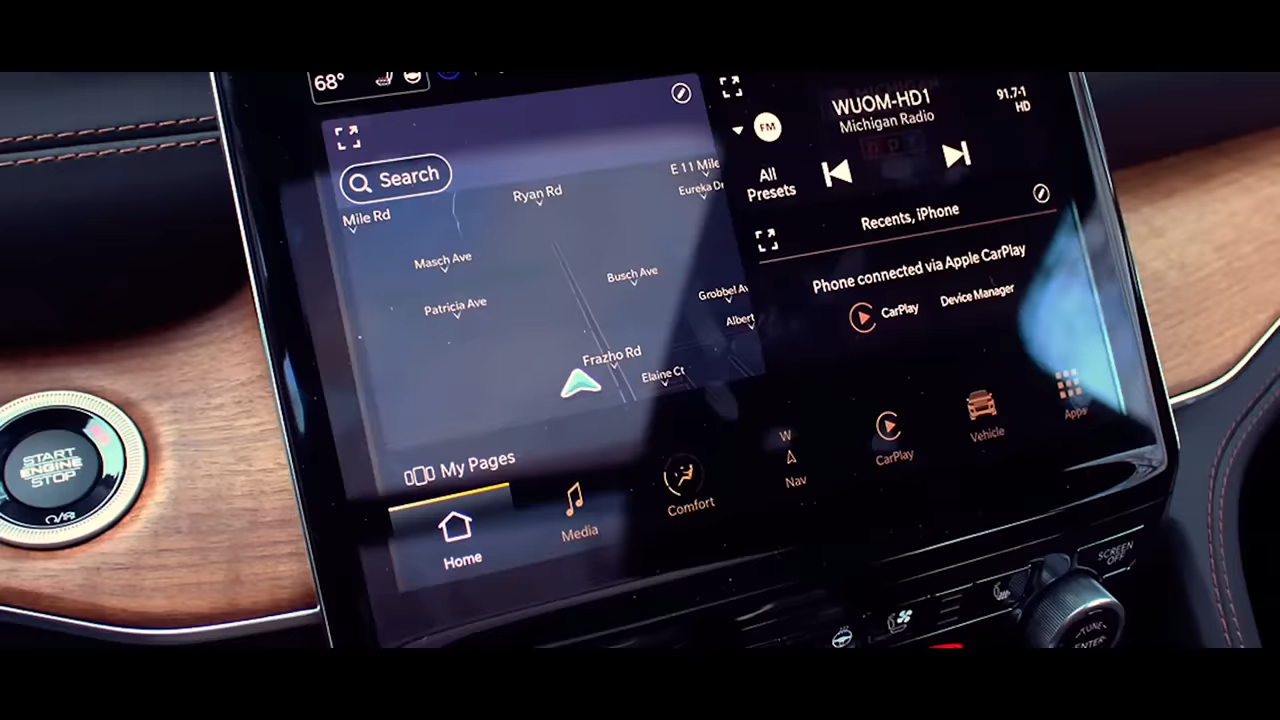 68°
Search
Mile Rd
Ryan Rd
E 11 Mile
Eureka Dr
Masch Ave
Busch Ave
Patricia Ave
Grobbel Av
Albert
Frazho Rd
Elaine Ct
My Pages
FM
WUOM-HD1
Michigan Radio
91.7-1
HD
All
Presets
Recents, iPhone
Phone connected via Apple CarPlay
CarPlay
Device Manager
Home
Media
Comfort
W
Nav
CarPlay
Vehicle
Apps
START
ENGINE
STOP
SCREEN
OFF
TUNE
ENTER